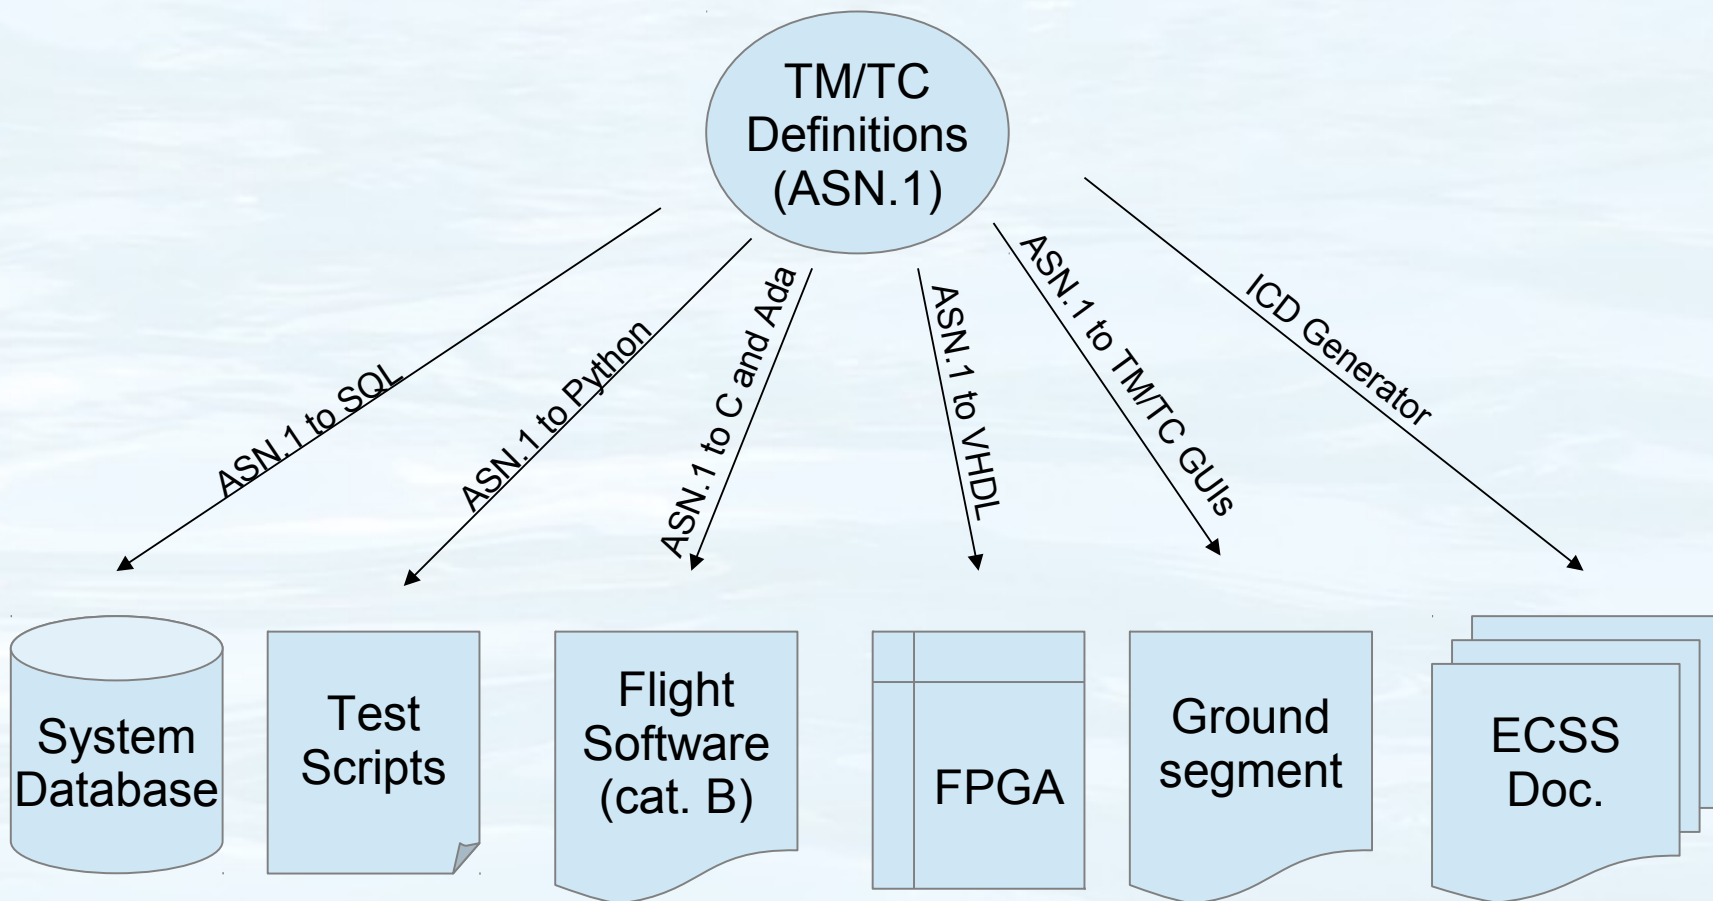 TM/TC
Definitions
(ASN.1)
ASN.1 to SQL
ASN.1 to Python
ASN.1 to C and Ada
ASN.1 to VHDL
ASN.1 to TM/TC GUIs
ICD Generator
System
Database
Test
Scripts
Flight
Software
(cat. B)
FPGA
Ground
segment
ECSS
Doc.